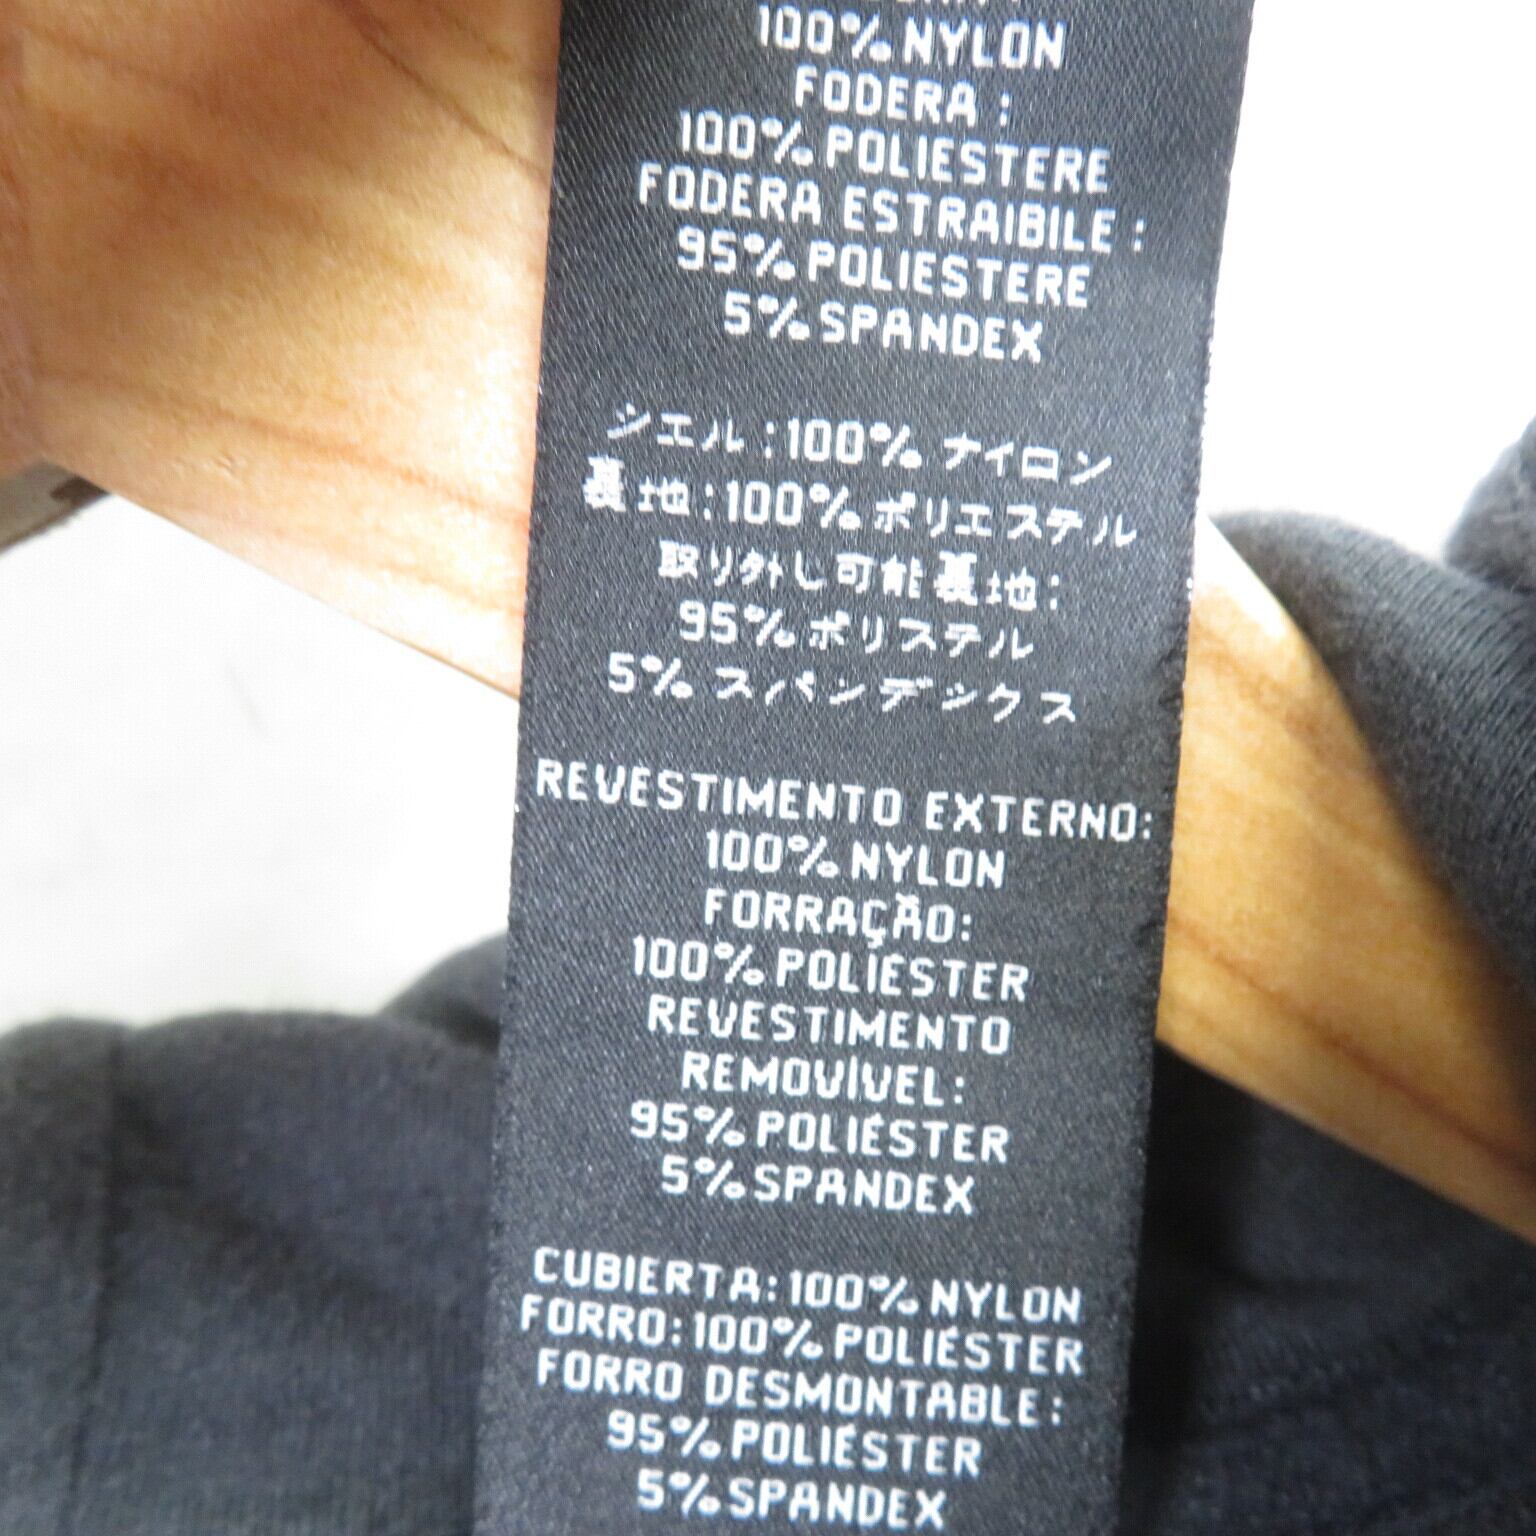 100% NYLON
FODERA :
100% POLIESTERE
FODERA ESTRAIBILE :
95% POLIESTERE
5% SPANDEX
シエル : 100% ナイロン
裏地 : 100% ポリエステル
取り外し可能裏地 :
95% ポリステル
5% スパンデシクス
REVESTIMENTO EXTERNO:
100% NYLON
FORRAÇÃO:
100% POLIÉSTER
REVESTIMENTO
REMOVÍVEL:
95% POLIÉSTER
5% SPANDEX
CUBIERTA: 100% NYLON
FORRO: 100% POLIÉSTER
FORRO DESMONTABLE:
95% POLIÉSTER
5% SPANDEX